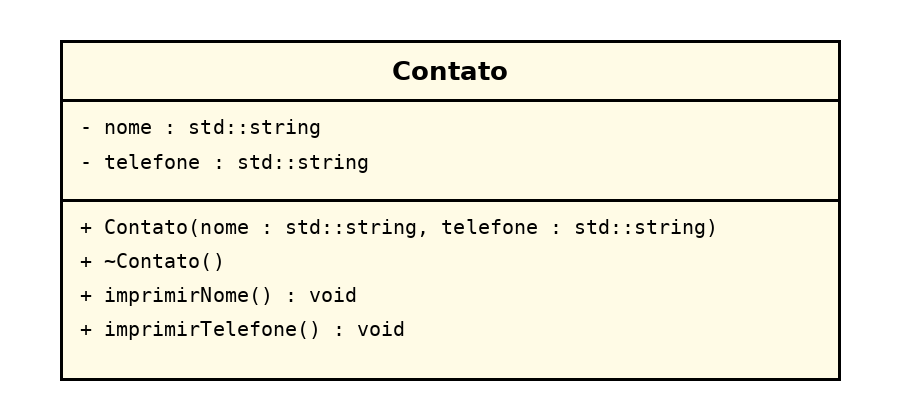 Contato
- nome : std::string
- telefone : std::string
+ Contato(nome : std::string, telefone : std::string)
+ ~Contato()
+ imprimirNome() : void
+ imprimirTelefone() : void